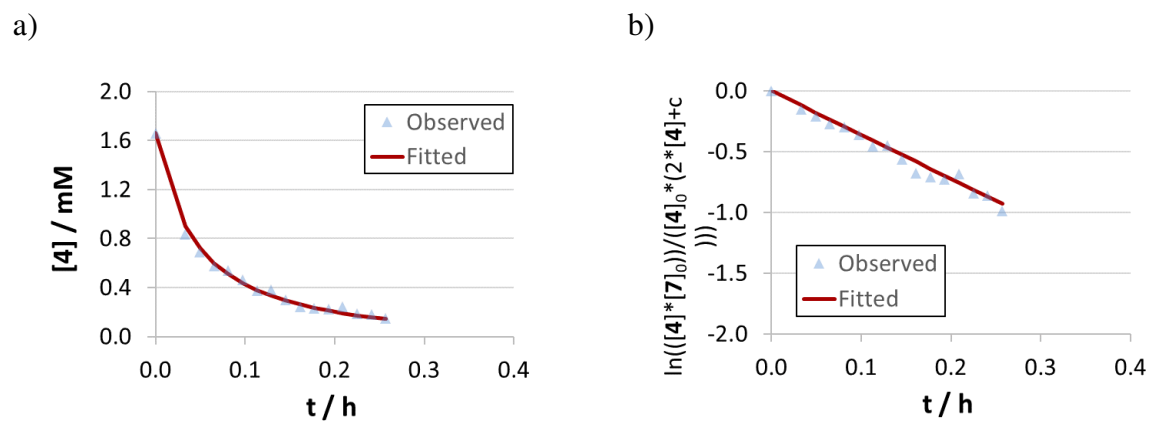 a)
[4] / mM
2.0
1.6
1.2
0.8
0.4
0.0
Observed
Fitted
0.0 0.1 0.2 0.3 0.4
t / h
b)
ln(([4]*[7]₀))/([4]₀*(2*[4]+c
)))
0.0
-0.5
-1.0
-1.5
-2.0
Observed
Fitted
0.0 0.1 0.2 0.3 0.4
t / h